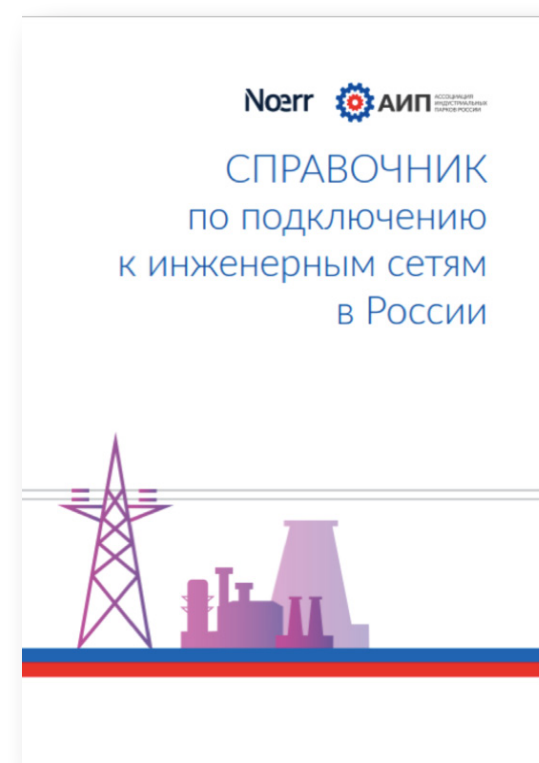 Noerr АИП АССОЦИАЦИЯ
ИНДУСТРИАЛЬНЫХ
ПАРКОВ РОССИИ
СПРАВОЧНИК
по подключению
к инженерным сетям
в России